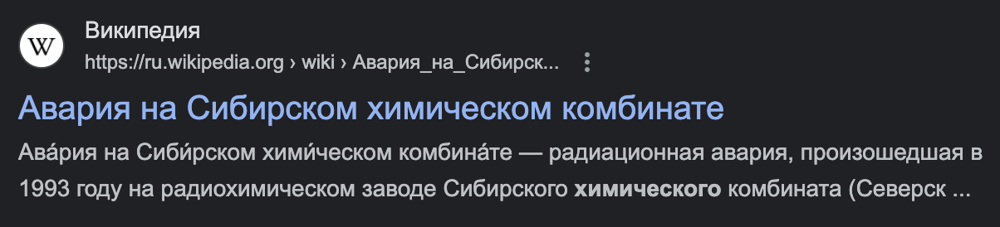 W
Википедия
https://ru.wikipedia.org › wiki › Авария_на_Сибирск...
Авария на Сибирском химическом комбинате
Ава́рия на Сиби́рском хими́ческом комбина́те — радиационная авария, произошедшая в
1993 году на радиохимическом заводе Сибирского химического комбината (Северск ...